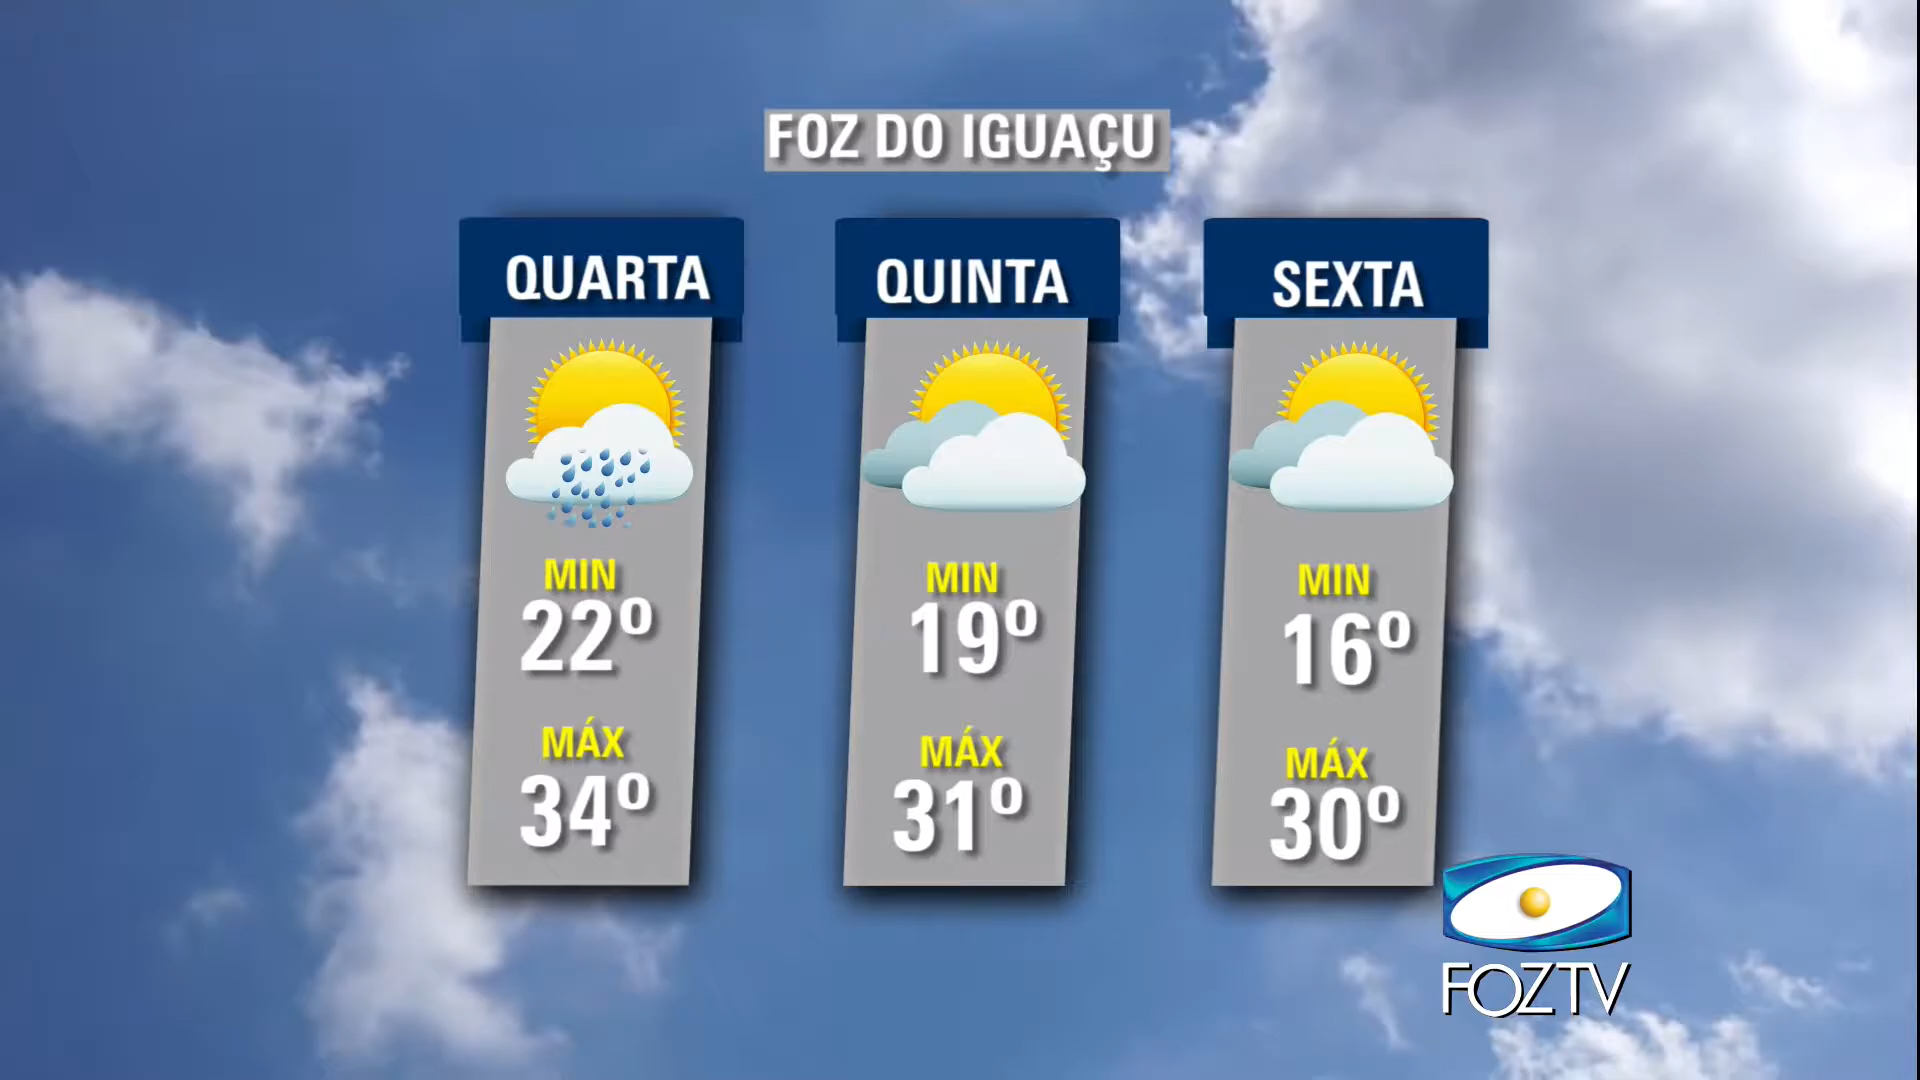 FOZ DO IGUAÇU
QUARTA
MIN
22º
MÁX
34º
QUINTA
MIN
19º
MÁX
31º
SEXTA
MIN
16º
MÁX
30º
FOZTV